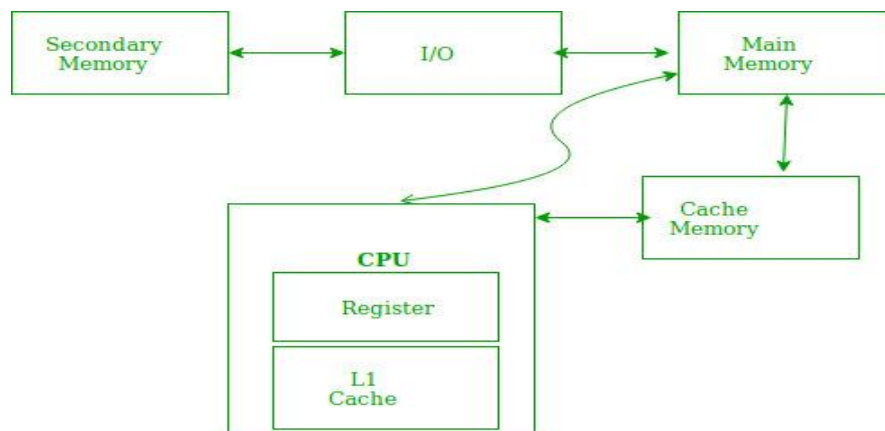 Secondary
Memory
I/O
Main
Memory
Cache
Memory
CPU
Register
L1
Cache